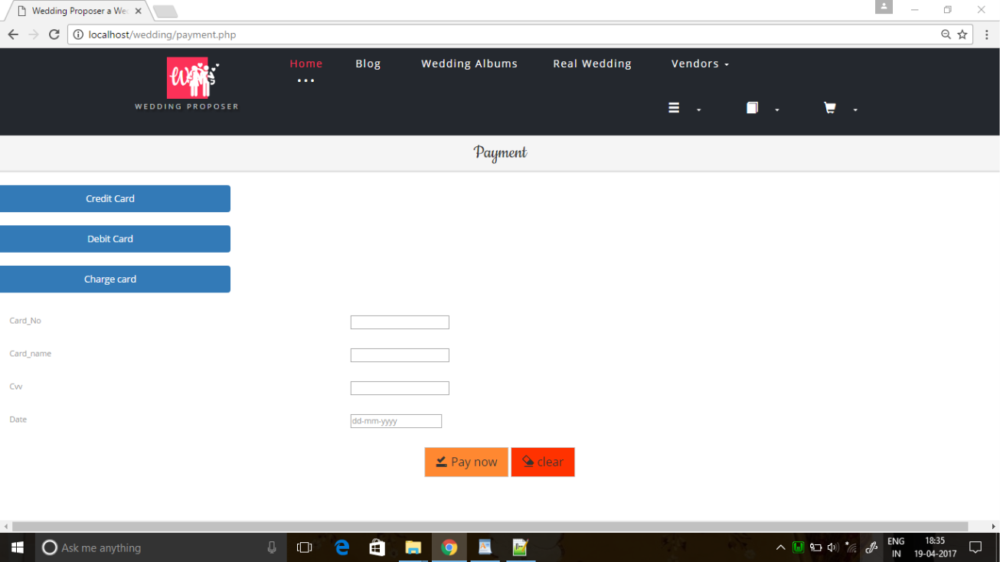 Wedding Proposer a We
localhost/wedding/payment.php
Home Blog Wedding Albums Real Wedding Vendors
WEDDING PROPOSER
Payment
Credit Card
Debit Card
Charge card
Card_No
Card_name
Cvv
Date dd-mm-yyyy
Pay now clear
Ask me anything
ENG 18:35
IN 19-04-2017